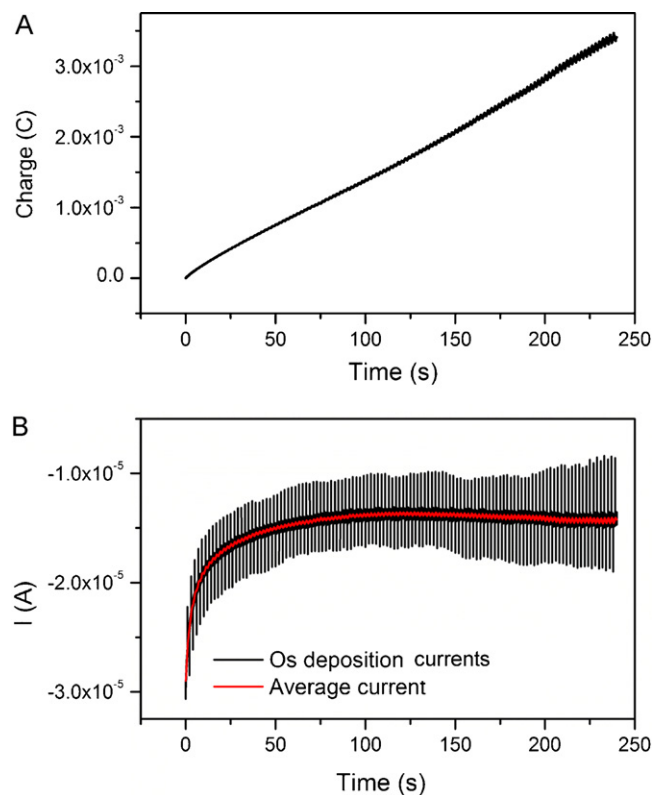 A
Charge (C)
3.0x10⁻³
2.0x10⁻³
1.0x10⁻³
0.0
0 50 100 150 200 250
Time (s)
B
I (A)
-1.0x10⁻⁵
-2.0x10⁻⁵
-3.0x10⁻⁵
Os deposition currents
Average current
0 50 100 150 200 250
Time (s)